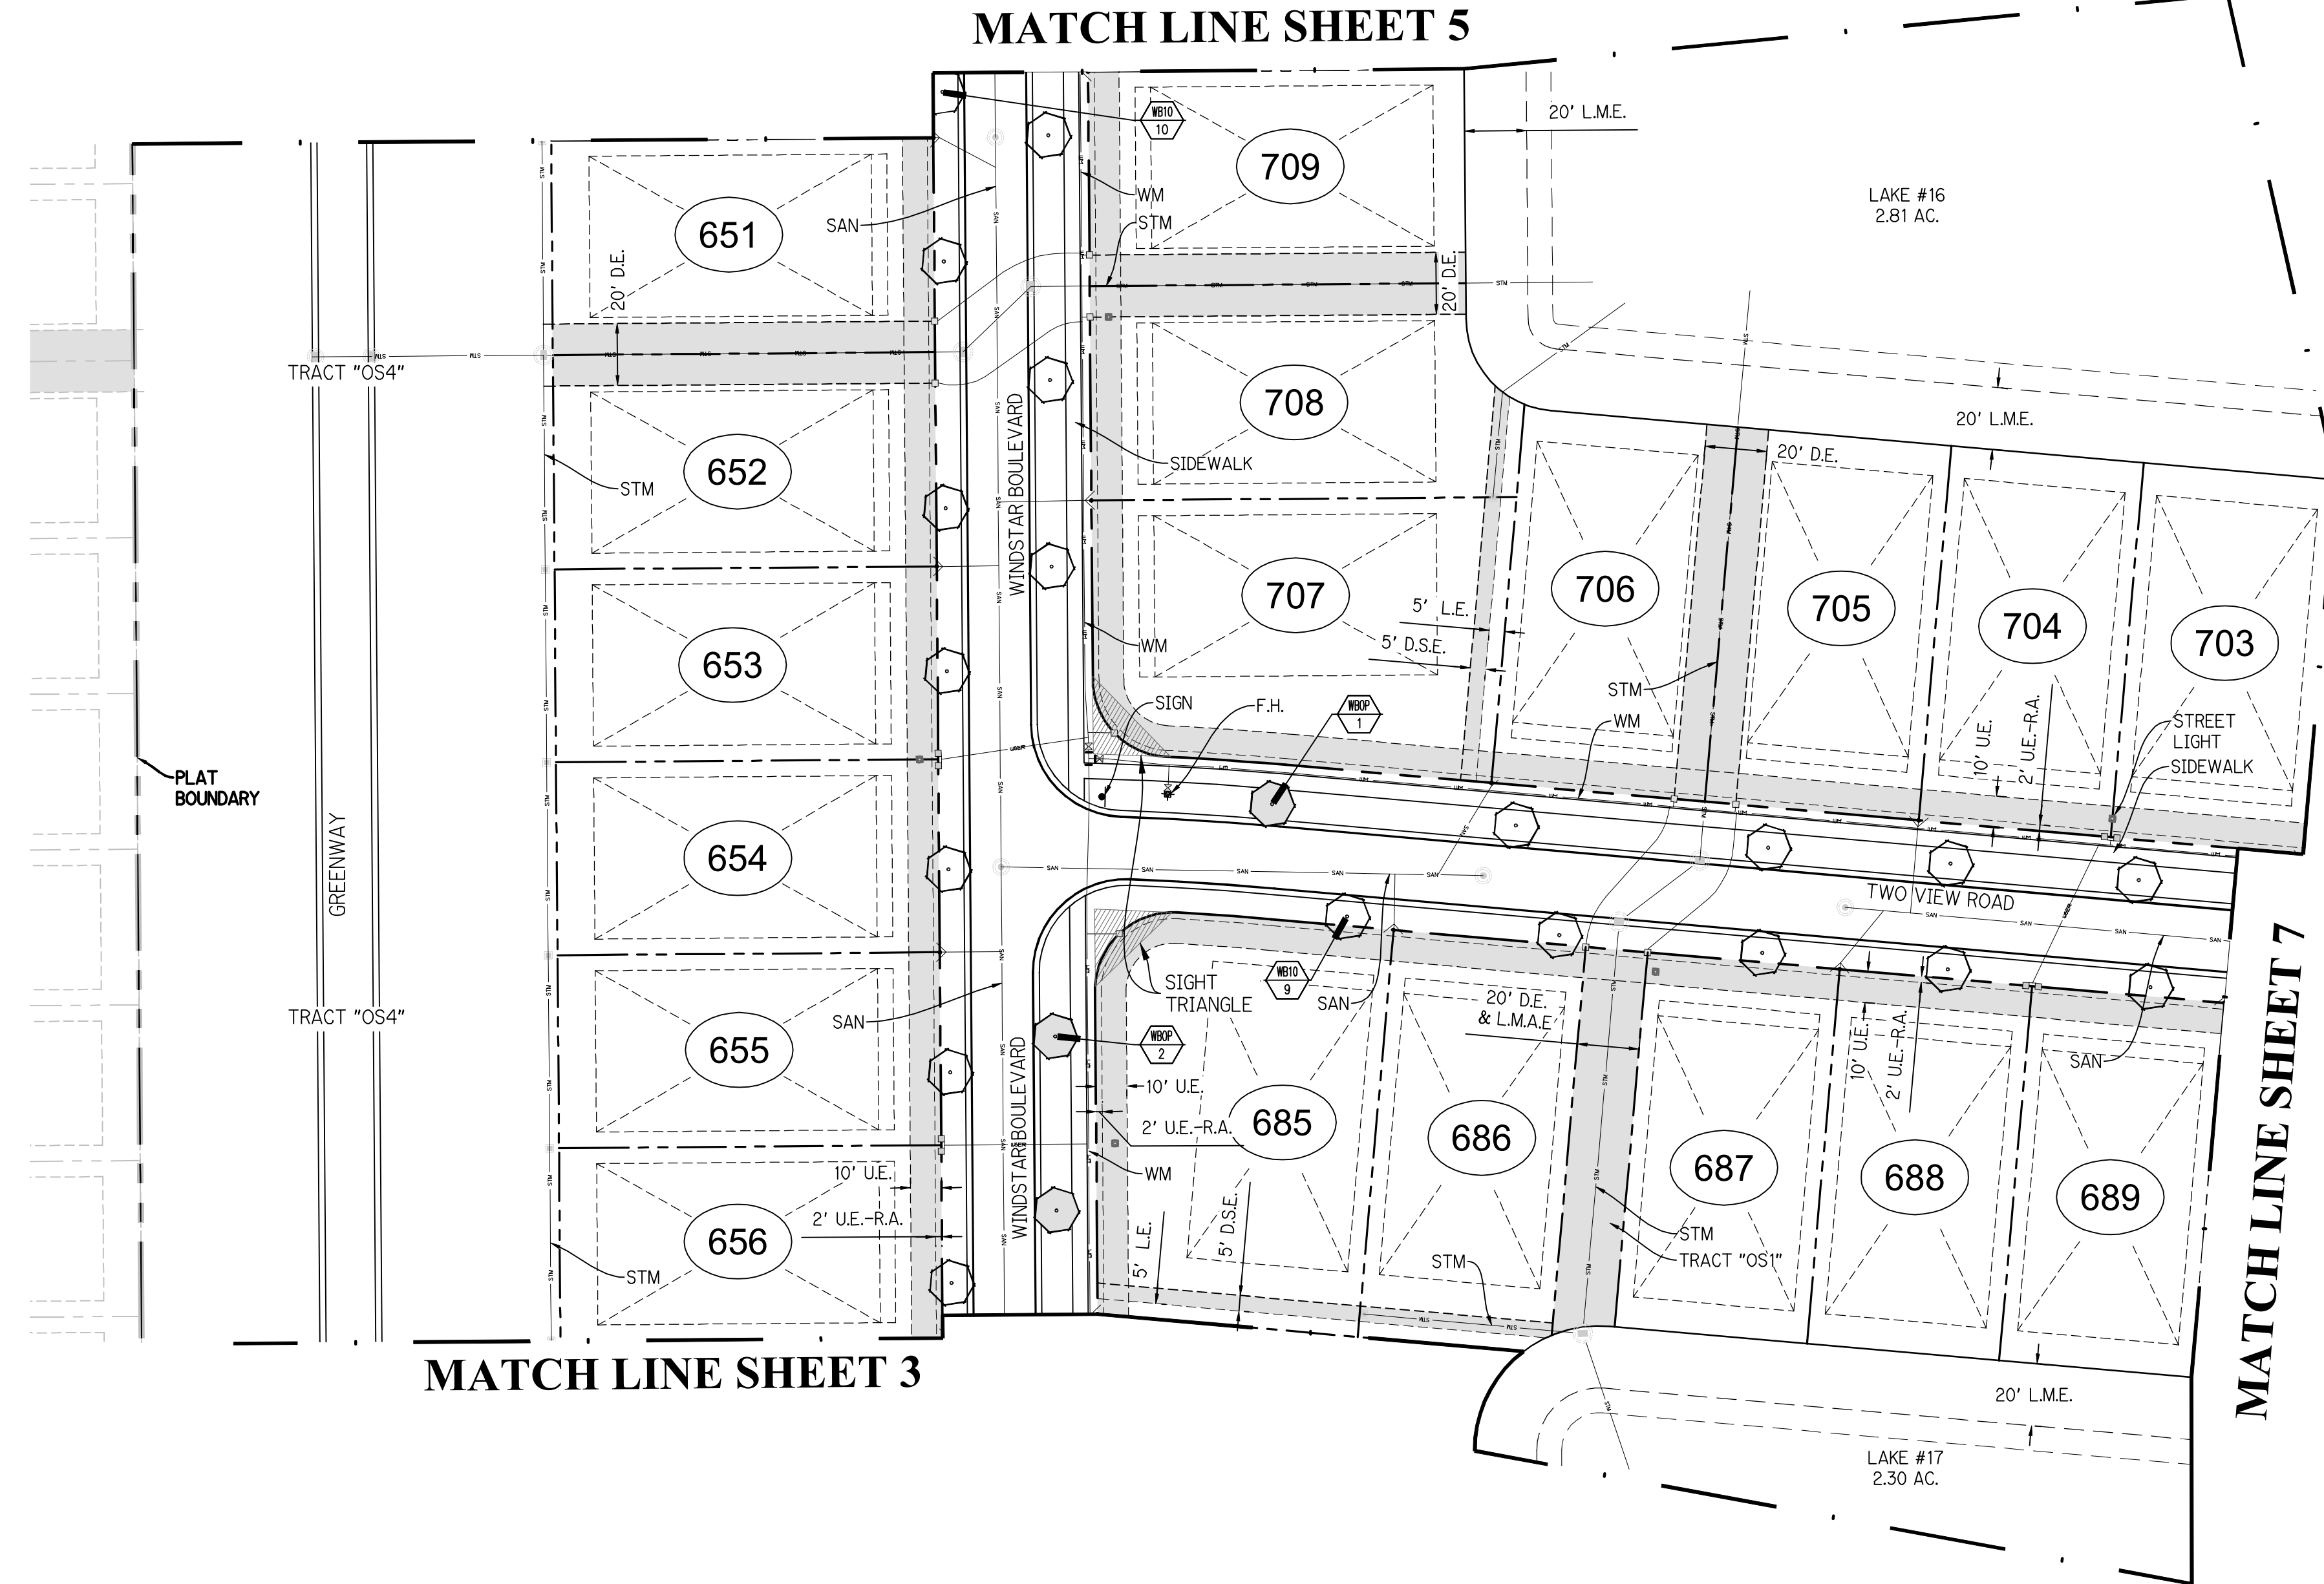 MATCH LINE SHEET 5
WB10
10
709
20' L.M.E.
LAKE #16
2.81 AC.
WM
STM
SAN
651
20' D.E.
20' D.E.
TRACT "OS4"
708
WINDSTAR BOULEVARD
SIDEWALK
20' L.M.E.
20' D.E.
652
STM
707
706
705
704
703
5' L.E.
5' D.S.E.
WM
653
STM
WM
SIGN
F.H.
WBOP
1
10' U.E.
2' U.E.-R.A.
STREET
LIGHT
SIDEWALK
PLAT
BOUNDARY
GREENWAY
654
TWO VIEW ROAD
SIGHT
TRIANGLE
WB10
9
SAN
20' D.E.
& L.M.A.E.
TRACT "OS4"
SAN
655
WBOP
2
WINDSTAR BOULEVARD
10' U.E.
2' U.E.-R.A.
685
686
687
688
689
10' U.E.
2' U.E.-R.A.
SAN
MATCH LINE SHEET 7
WM
10' U.E.
2' U.E.-R.A.
656
STM
5' L.E.
5' D.S.E.
STM
STM
TRACT "OS1"
MATCH LINE SHEET 3
20' L.M.E.
LAKE #17
2.30 AC.